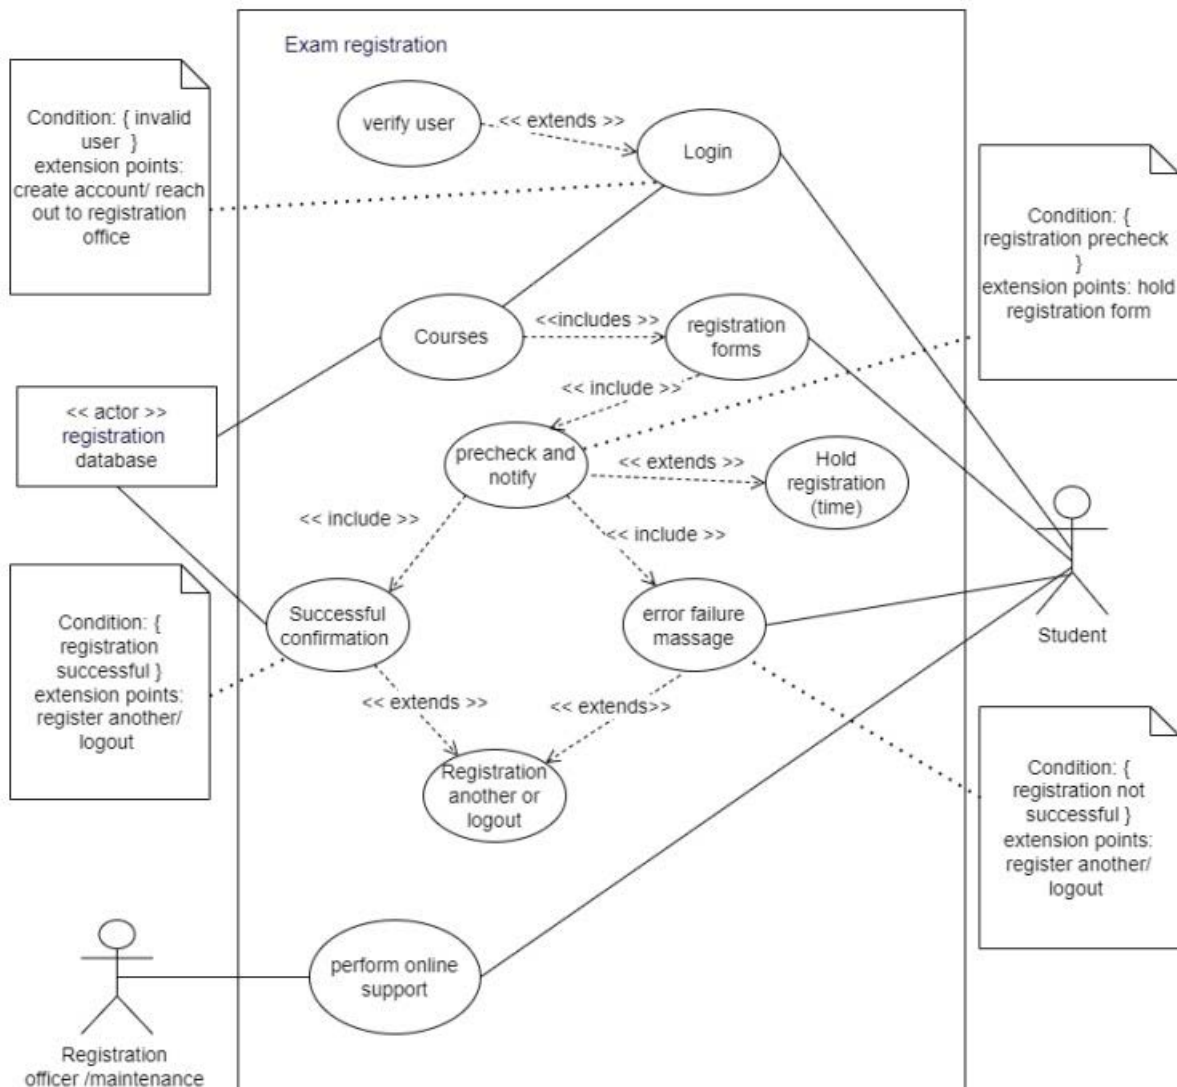 Exam registration
Condition: { invalid
user }
extension points:
create account/ reach
out to registration
office
verify user
<< extends >>
Login
Condition: {
registration precheck
}
extension points: hold
registration form
Courses
<<includes >>
registration
forms
<< actor >>
registration
database
<< include >>
precheck and
notify
<< extends >>
Hold
registration
(time)
<< include >>
<< include >>
Condition: {
registration
successful }
extension points:
register another/
logout
Successful
confirmation
error failure
massage
Student
<< extends >>
<< extends>>
Registration
another or
logout
Condition: {
registration not
successful }
extension points:
register another/
logout
perform online
support
Registration
officer /maintenance